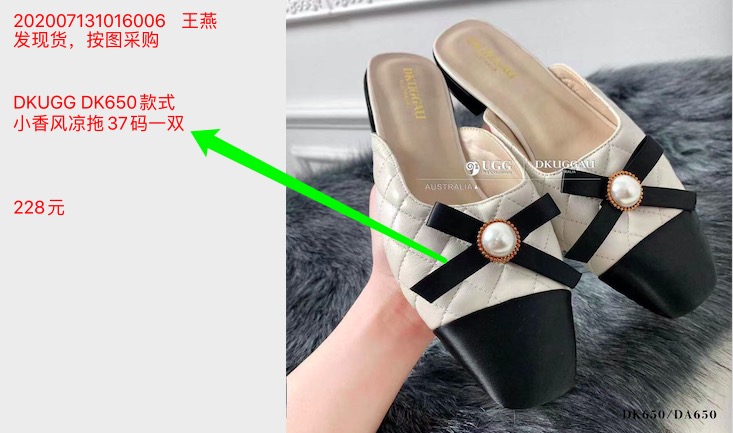 202007131016006 王燕
发现货，按图采购
DKUGG DK650款式
小香风凉拖37码一双
228元
DKUGGAU
DKUGGAU
UGG
DKUGGAU
AUSTRALIA
DK650/DA650